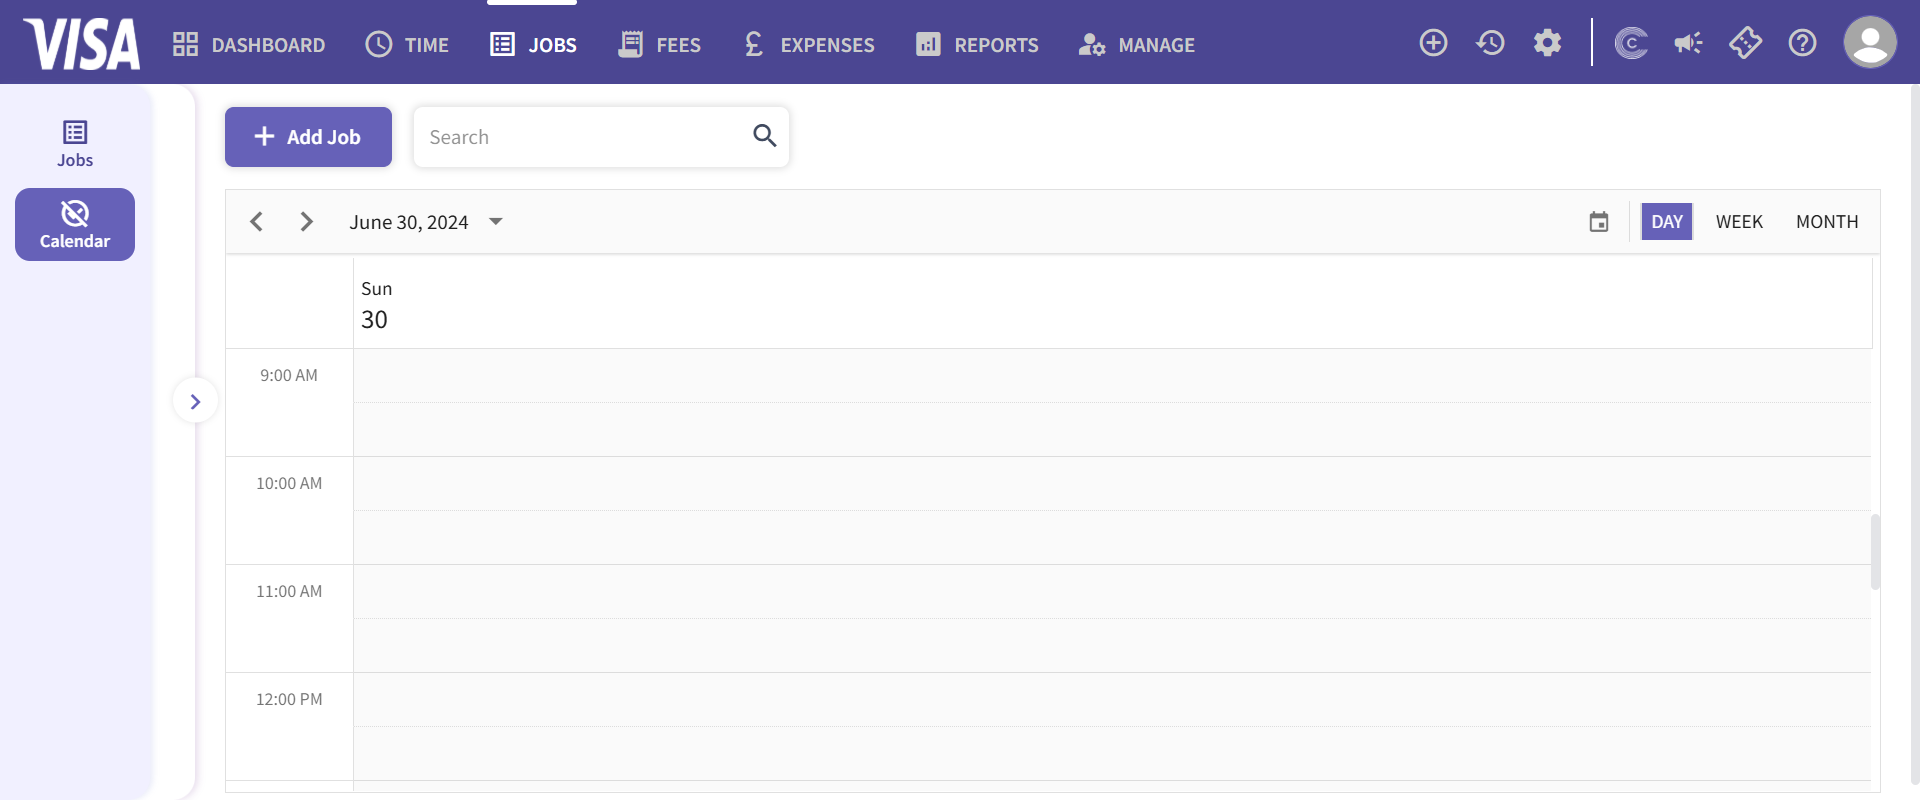 VISA
DASHBOARD
TIME
JOBS
FEES
EXPENSES
REPORTS
MANAGE
Jobs
Calendar
Add Job
Search
June 30, 2024
DAY
WEEK
MONTH
Sun
30
9:00 AM
10:00 AM
11:00 AM
12:00 PM